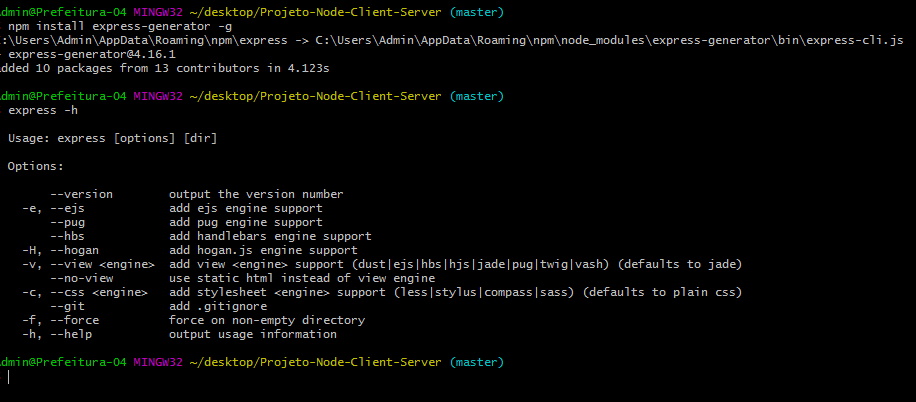 dmin@Prefeitura-04 MINGW32 ~/desktop/Projeto-Node-Client-Server (master)
npm install express-generator -g
:\Users\Admin\AppData\Roaming\npm\express -> C:\Users\Admin\AppData\Roaming\npm\node_modules\express-generator\bin\express-cli.js
express-generator@4.16.1
dded 10 packages from 13 contributors in 4.123s
dmin@Prefeitura-04 MINGW32 ~/desktop/Projeto-Node-Client-Server (master)
express -h
Usage: express [options] [dir]
Options:
--version output the version number
-e, --ejs add ejs engine support
--pug add pug engine support
--hbs add handlebars engine support
-H, --hogan add hogan.js engine support
-v, --view <engine> add view <engine> support (dust|ejs|hbs|hjs|jade|pug|twig|vash) (defaults to jade)
--no-view use static html instead of view engine
-c, --css <engine> add stylesheet <engine> support (less|stylus|compass|sass) (defaults to plain css)
--git add .gitignore
-f, --force force on non-empty directory
-h, --help output usage information
dmin@Prefeitura-04 MINGW32 ~/desktop/Projeto-Node-Client-Server (master)